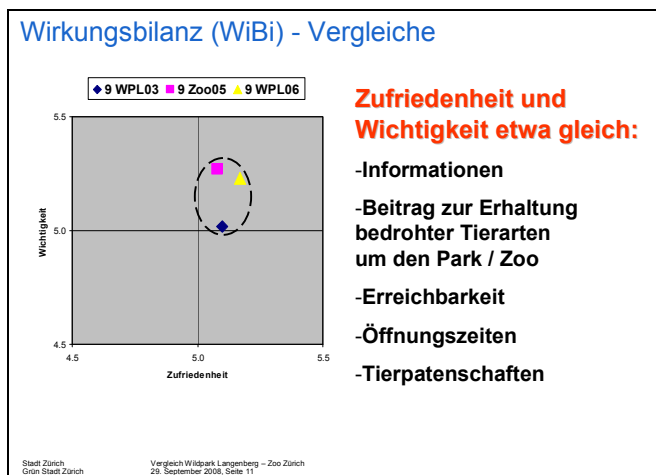 Wirkungsbilanz (WiBi) - Vergleiche
9 WPL03 9 Zoo05 9 WPL06
5.5
5.0
4.5
Wichtigkeit
4.5 5.0 5.5
Zufriedenheit
Zufriedenheit und
Wichtigkeit etwa gleich:
-Informationen
-Beitrag zur Erhaltung
bedrohter Tierarten
um den Park / Zoo
-Erreichbarkeit
-Öffnungszeiten
-Tierpatenschaften
Stadt Zürich
Grün Stadt Zürich
Vergleich Wildpark Langenberg – Zoo Zürich
29. September 2008, Seite 11